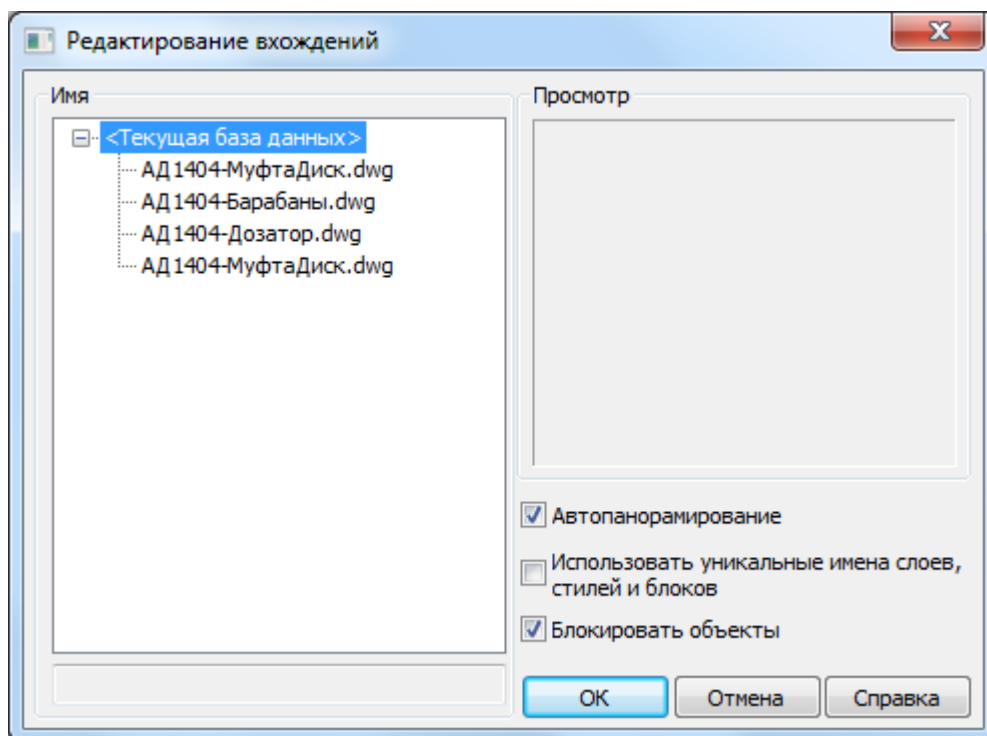 Редактирование вхождений
Имя
<Текущая база данных>
АД1404-МуфтаДиск.dwg
АД1404-Барабаны.dwg
АД1404-Дозатор.dwg
АД1404-МуфтаДиск.dwg
Просмотр
Автопанорамирование
Использовать уникальные имена слоев,
стилей и блоков
Блокировать объекты
ОК
Отмена
Справка